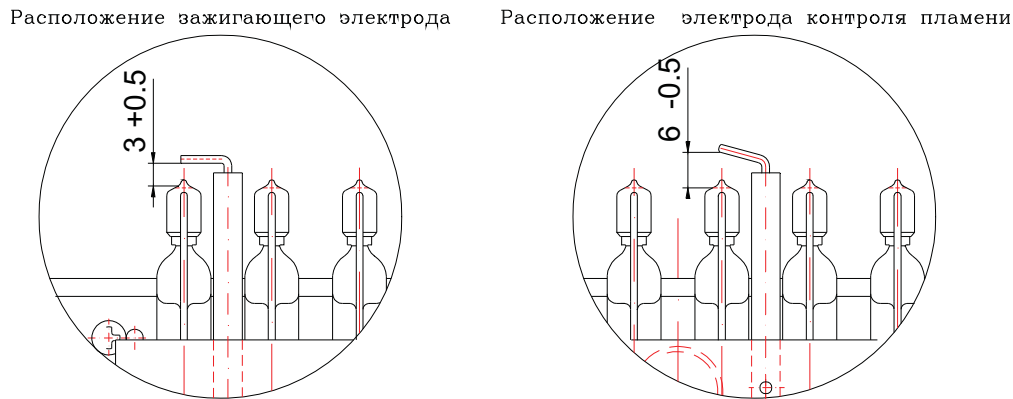 Расположение зажигающего электрода
Расположение электрода контроля пламени
3 +0.5
6 -0.5